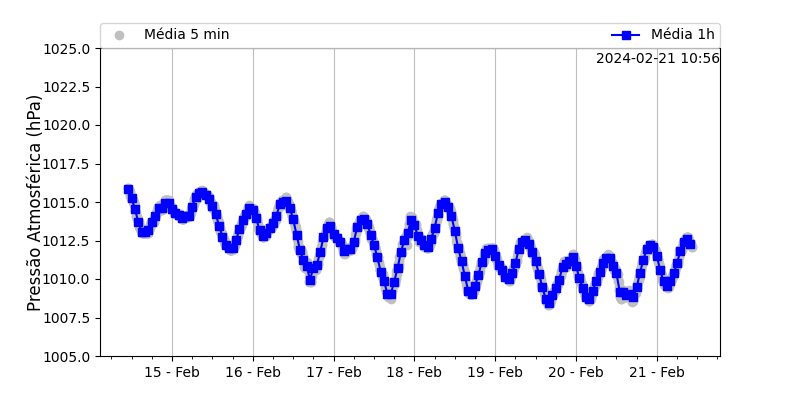 Média 5 min
Média 1h
2024-02-21 10:56
Pressão Atmosférica (hPa)
1025.0
1022.5
1020.0
1017.5
1015.0
1012.5
1010.0
1007.5
1005.0
15 - Feb
16 - Feb
17 - Feb
18 - Feb
19 - Feb
20 - Feb
21 - Feb